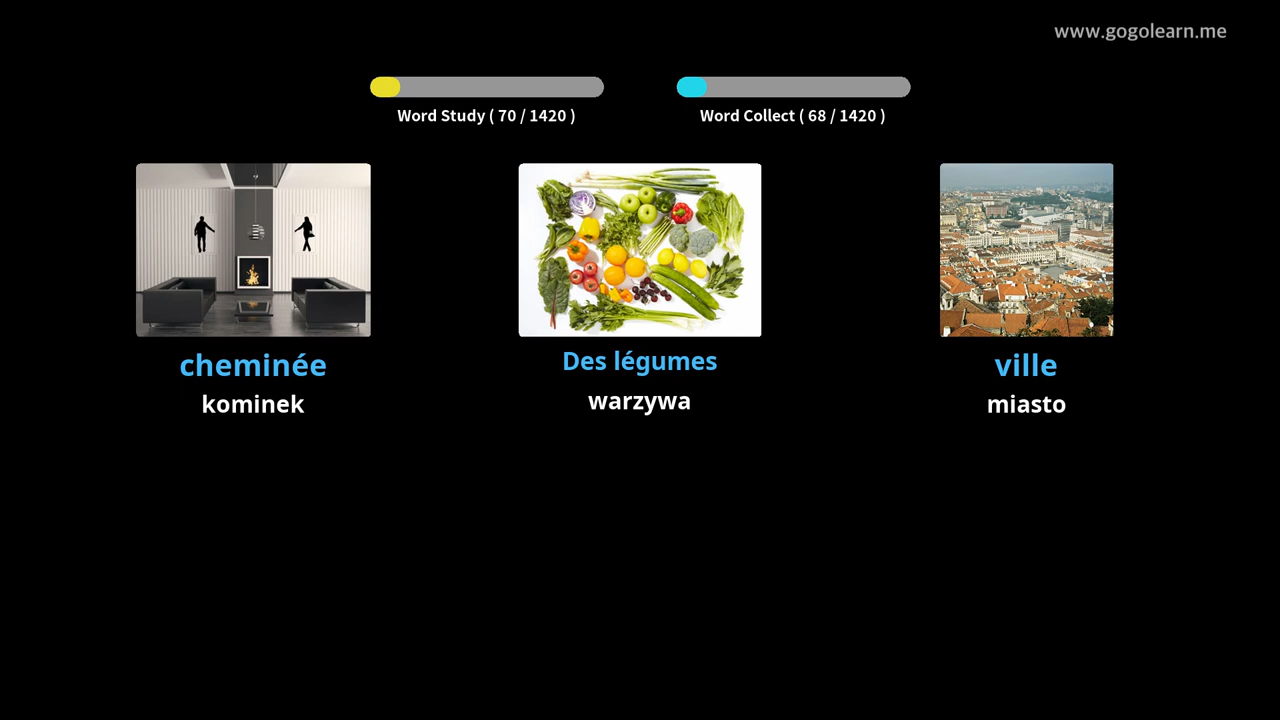 www.gogolearn.me
Word Study ( 70 / 1420 )
Word Collect ( 68 / 1420 )
cheminée
kominek
Des légumes
warzywa
ville
miasto